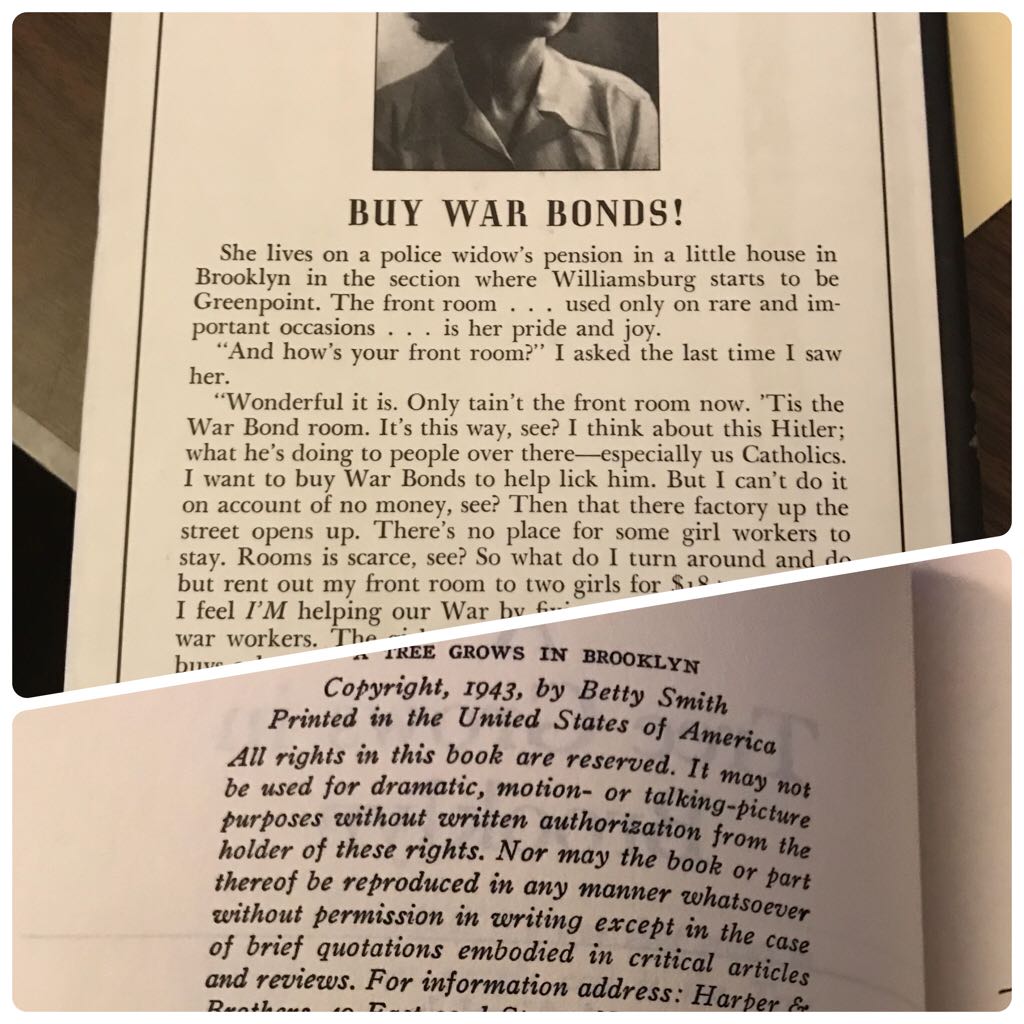 BUY WAR BONDS!
She lives on a police widow's pension in a little house in
Brooklyn in the section where Williamsburg starts to be
Greenpoint. The front room . . . used only on rare and im-
portant occasions . . . is her pride and joy.
"And how's your front room?" I asked the last time I saw
her.
"Wonderful it is. Only tain't the front room now. 'Tis the
War Bond room. It's this way, see? I think about this Hitler;
what he's doing to people over there—especially us Catholics.
I want to buy War Bonds to help lick him. But I can't do it
on account of no money, see? Then that there factory up the
street opens up. There's no place for some girl workers to
stay. Rooms is scarce, see? So what do I turn around and do
but rent out my front room to two girls for $18
I feel I'M helping our War by
war workers. The
buys
A TREE GROWS IN BROOKLYN
Copyright, 1943, by Betty Smith
Printed in the United States of America
All rights in this book are reserved. It may not
be used for dramatic, motion- or talking-picture
purposes without written authorization from the
holder of these rights. Nor may the book or part
thereof be reproduced in any manner whatsoever
without permission in writing except in the case
of brief quotations embodied in critical articles
and reviews. For information address: Harper &
Brothers, 49 East